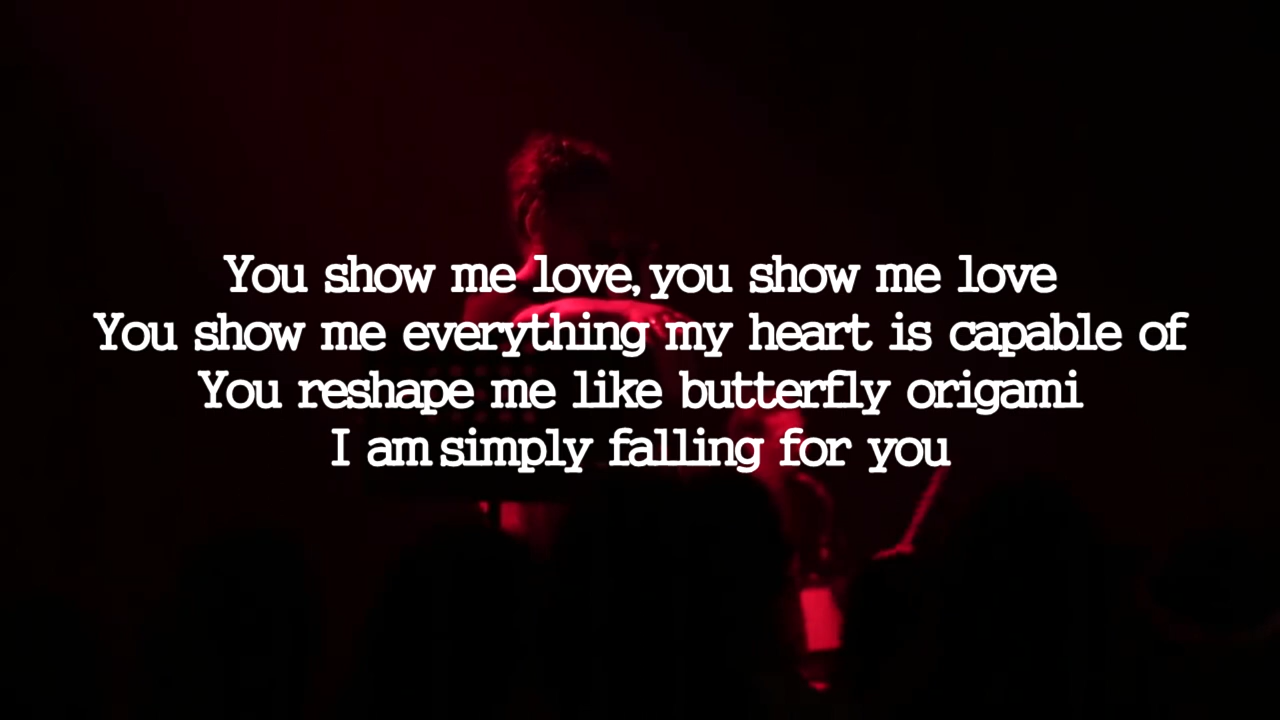 You show me love, you show me love
You show me everything my heart is capable of
You reshape me like butterfly origami
I am simply falling for you